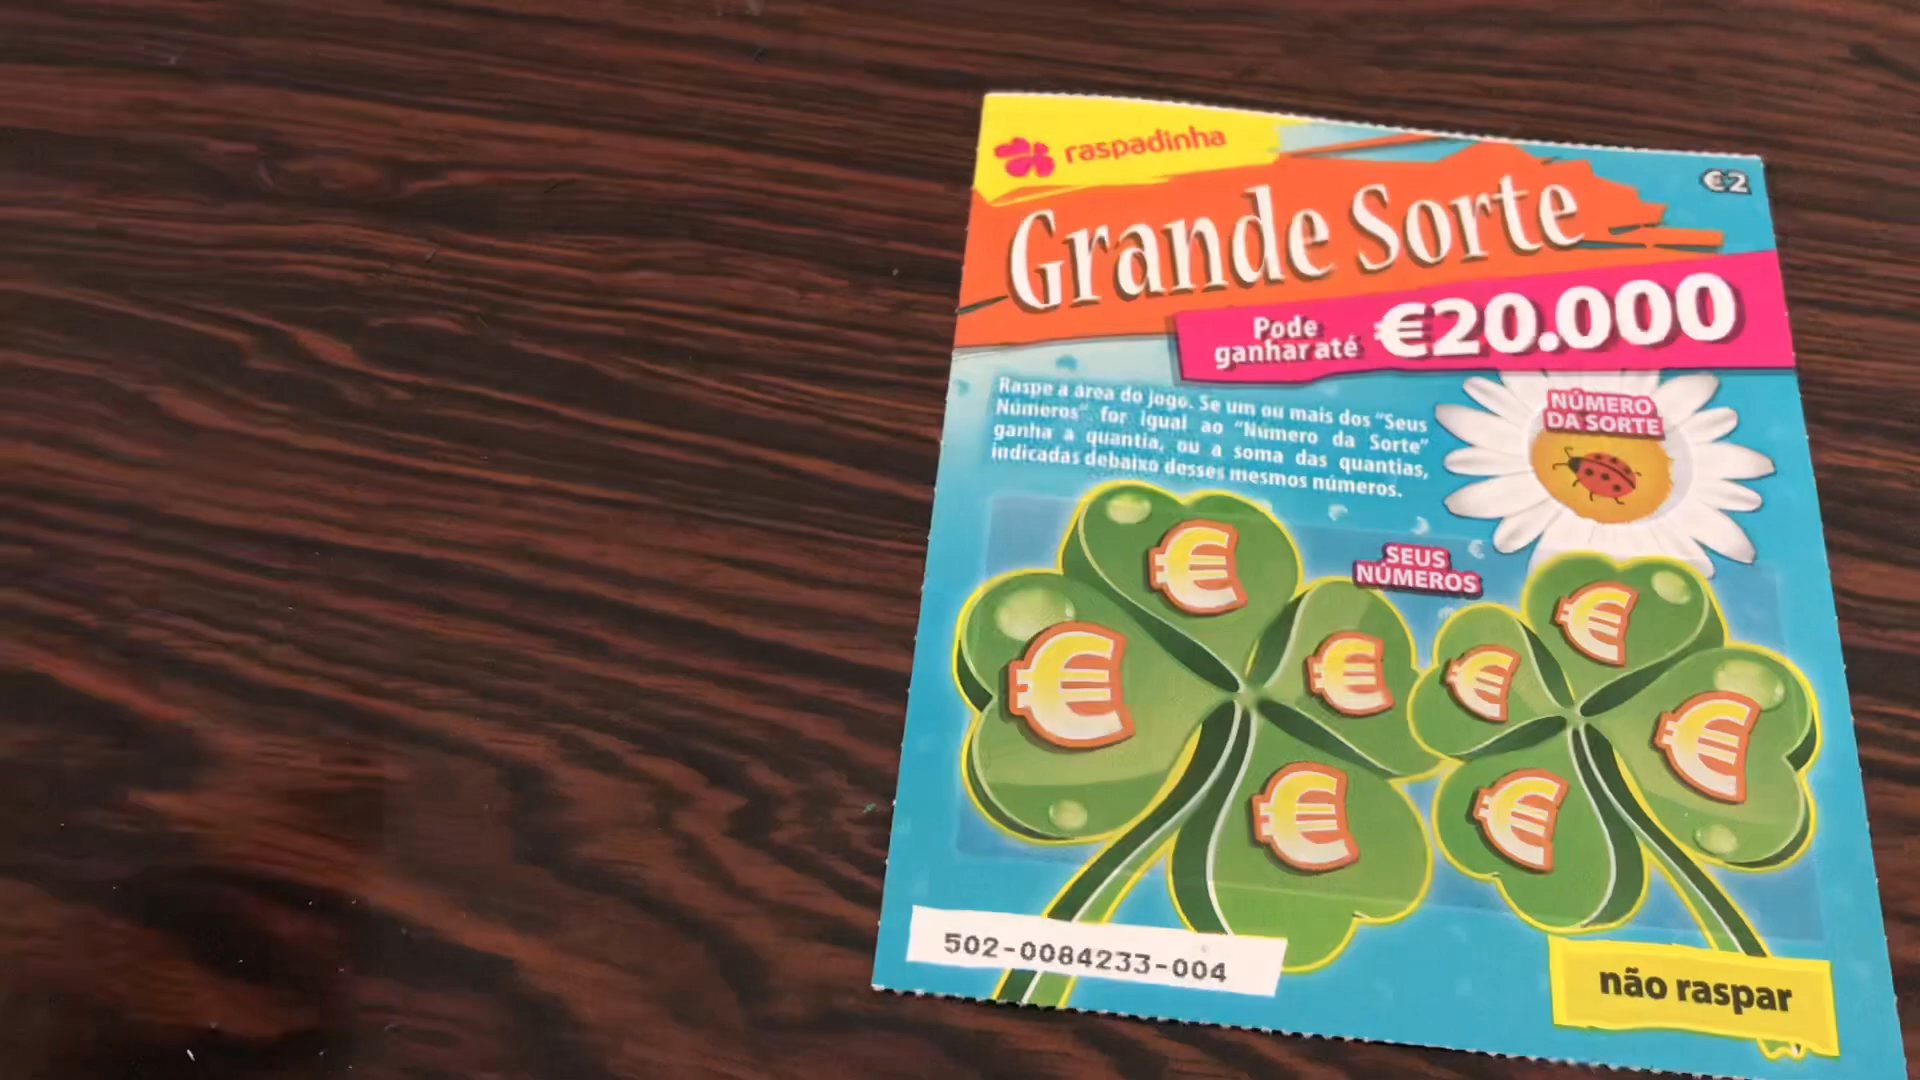 raspadinha
€2
Grande Sorte
Pode
ganhar até
€20.000
Raspe a área do jogo. Se um ou mais dos "Seus
Números" for igual ao "Número da Sorte"
ganha a quantia, ou a soma das quantias,
indicadas debaixo desses mesmos números.
NÚMERO
DA SORTE
SEUS
NÚMEROS
€
€
€
€
€
€
€
€
502-0084233-004
não raspar